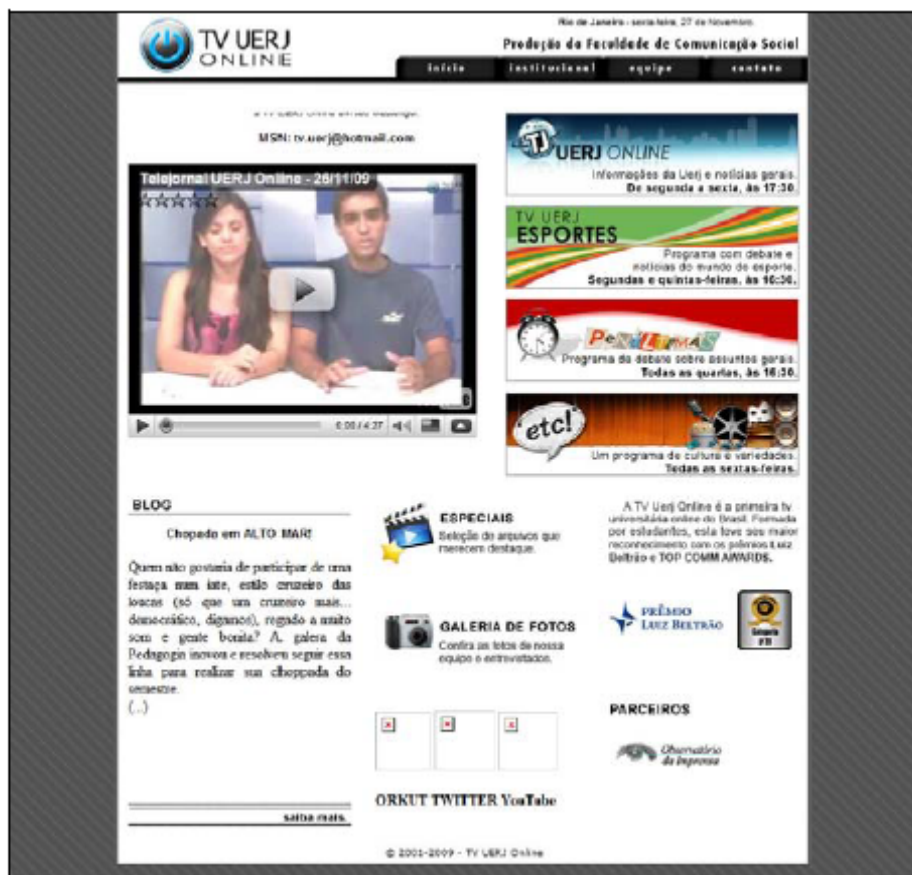 TV UERJ
ONLINE
Rio de Janeiro - sexta-feira, 27 de Novembro
Produção da Faculdade de Comunicação Social
início institucional equipe contato
MSN: tv.uerj@hotmail.com
Telejornal UERJ Online - 26/11/09
0:00 / 4:37
TJ UERJ ONLINE
Informações da Uerj e notícias gerais.
De segunda a sexta, às 17:30.
TV UERJ
ESPORTES
Programa com debate e
notícias do mundo do esporte.
Segundas e quintas-feiras, às 16:30.
PENÚLTIMAS
Programa de debate sobre assuntos gerais.
Todas as quartas, às 16:30.
etc!
Um programa de cultura e variedades.
Todas as sextas-feiras.
BLOG
Chopada em ALTO MAR!
Quem não gostaria de participar de uma
festaça num iate, estilo cruzeiro das
loucas (só que um cruzeiro mais...
democrático, digamos), regado a muito
som e gente bonita? A galera da
Pedagogia inovou e resolveu seguir essa
linha para realizar sua choppada do
semestre.
(...)
saiba mais.
ESPECIAIS
Seleção de arquivos que
merecem destaque.
GALERIA DE FOTOS
Confira as fotos de nossa
equipe e entrevistados.
ORKUT TWITTER YouTube
A TV Uerj Online é a primeira tv
universitária online do Brasil. Formada
por estudantes, esta teve seu maior
reconhecimento com os prêmios Luiz
Beltrão e TOP COMM AWARDS.
PRÊMIO
LUIZ BELTRÃO
PARCEIROS
Observatório
da Imprensa
© 2001-2009 - TV UERJ Online